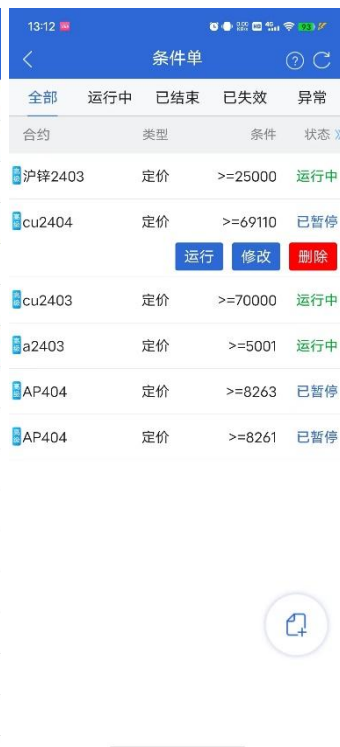 13:12
93
条件单
全部 运行中 已结束 已失效 异常
合约 类型 条件 状态
沪锌2403 定价 >=25000 运行中
cu2404 定价 >=69110 已暂停
运行 修改 删除
cu2403 定价 >=70000 运行中
a2403 定价 >=5001 运行中
AP404 定价 >=8263 已暂停
AP404 定价 >=8261 已暂停